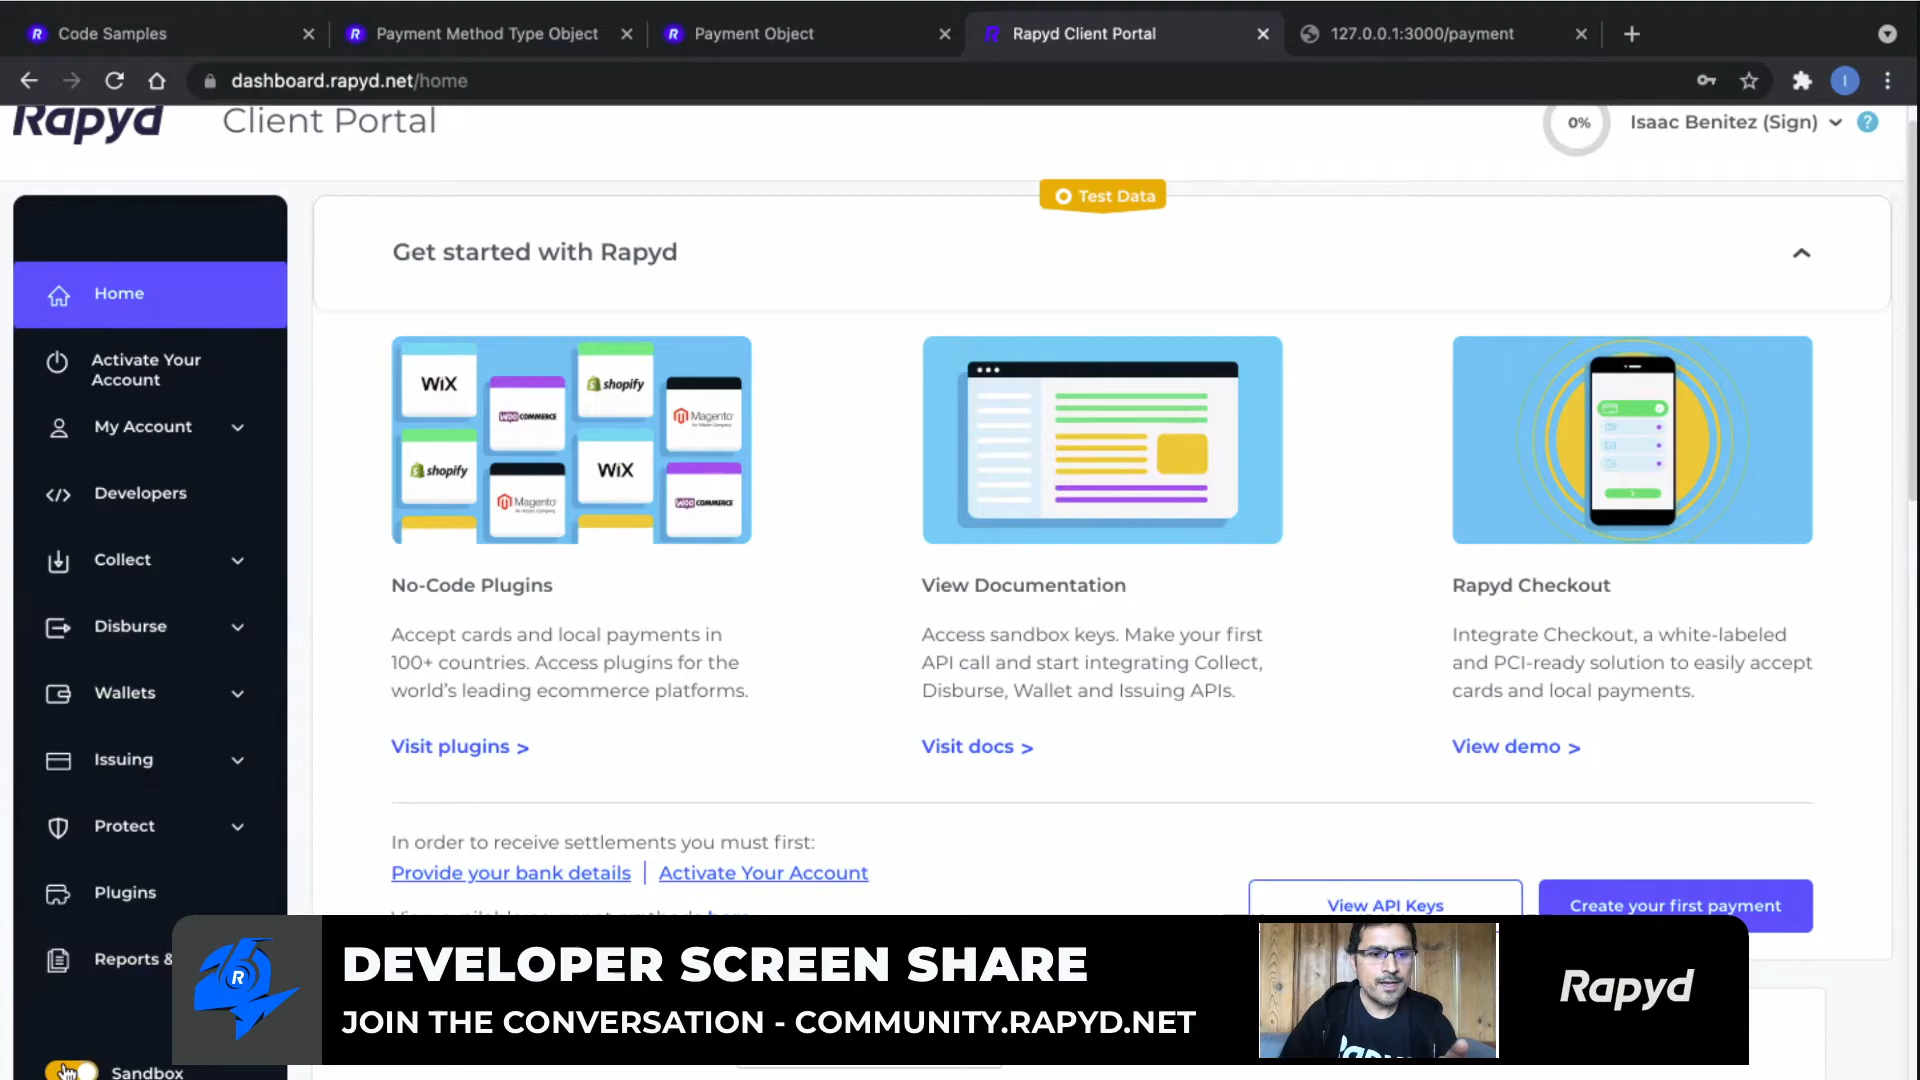 Code Samples
Payment Method Type Object
Payment Object
Rapyd Client Portal
127.0.0.1:3000/payment
dashboard.rapyd.net/home
I
Rapyd
Client Portal
0%
Isaac Benitez (Sign)
?
Test Data
Get started with Rapyd
Home
Activate Your
Account
My Account
Developers
Collect
Disburse
Wallets
Issuing
Protect
Plugins
Reports &
Sandbox
WiX
WOO COMMERCE
shopify
Magento
shopify
Magento
WiX
WOO COMMERCE
No-Code Plugins
Accept cards and local payments in
100+ countries. Access plugins for the
world's leading ecommerce platforms.
Visit plugins >
View Documentation
Access sandbox keys. Make your first
API call and start integrating Collect,
Disburse, Wallet and Issuing APIs.
Visit docs >
Rapyd Checkout
Integrate Checkout, a white-labeled
and PCI-ready solution to easily accept
cards and local payments.
View demo >
In order to receive settlements you must first:
Provide your bank details | Activate Your Account
View API Keys
Create your first payment
R
DEVELOPER SCREEN SHARE
JOIN THE CONVERSATION - COMMUNITY.RAPYD.NET
Rapyd